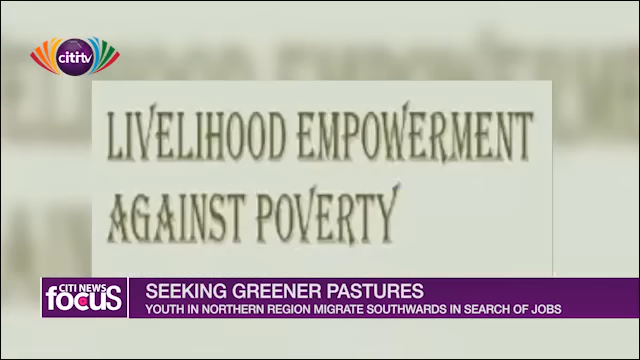 cititv
LIVELIHOOD EMPOWERMENT
AGAINST POVERTY
CITI NEWS
focus
SEEKING GREENER PASTURES
YOUTH IN NORTHERN REGION MIGRATE SOUTHWARDS IN SEARCH OF JOBS